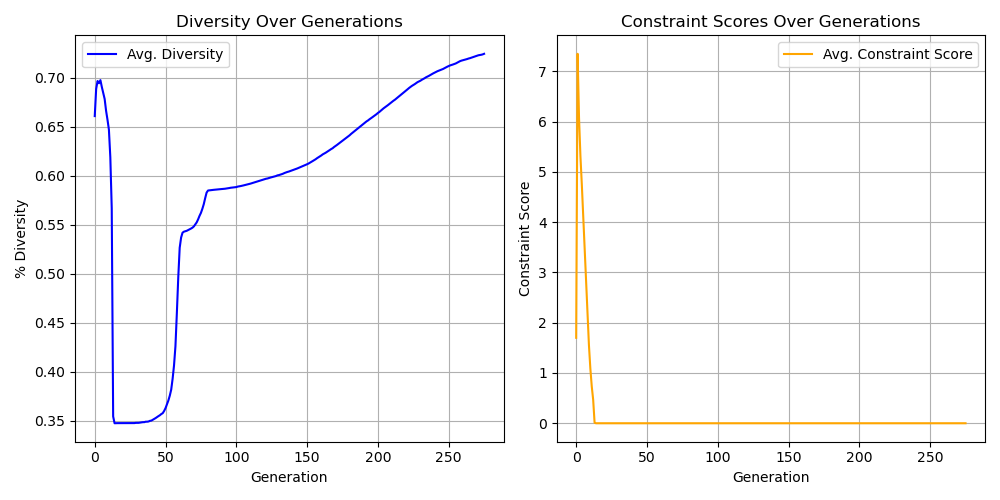 Diversity Over Generations
Avg. Diversity
0.70
0.65
0.60
0.55
0.50
0.45
0.40
0.35
% Diversity
0 50 100 150 200 250
Generation
Constraint Scores Over Generations
Avg. Constraint Score
7
6
5
4
3
2
1
0
Constraint Score
0 50 100 150 200 250
Generation